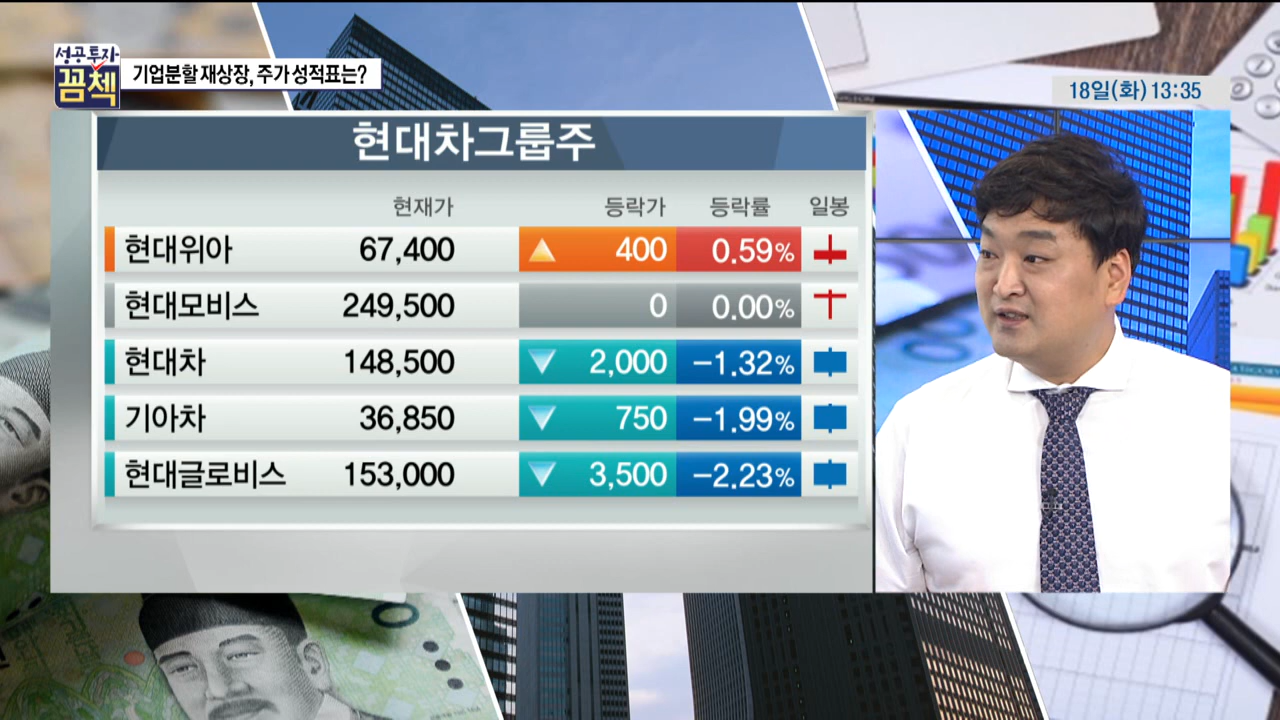 성공투자
꼼첵
기업분할 재상장, 주가 성적표는?
18일(화) 13:35
현대차그룹주
현재가 등락가 등락률 일봉
현대위아 67,400 ▲ 400 0.59%
현대모비스 249,500 0 0.00%
현대차 148,500 ▼ 2,000 -1.32%
기아차 36,850 ▼ 750 -1.99%
현대글로비스 153,000 ▼ 3,500 -2.23%